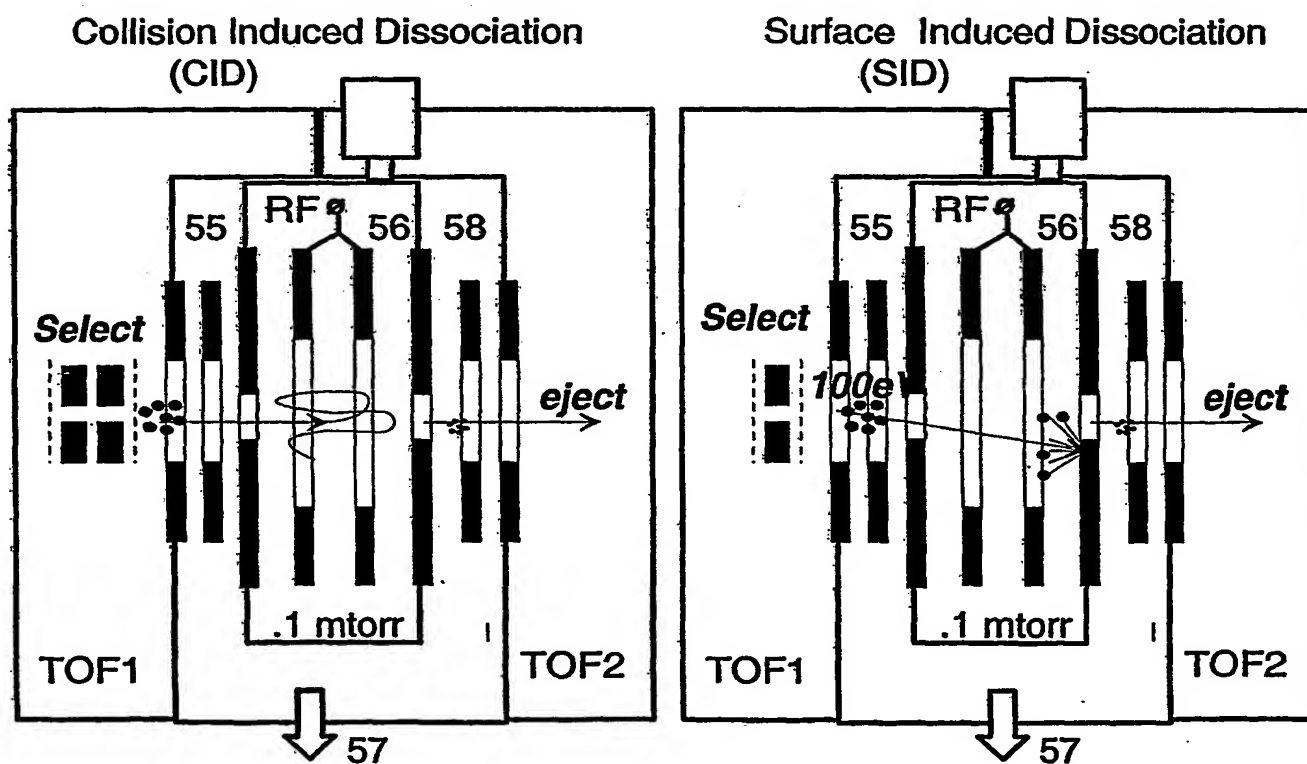 Collision Induced Dissociation
(CID)
RF
55
56
58
Select
eject
.1 mtorr
TOF1
TOF2
57
Surface Induced Dissociation
(SID)
RF
55
56
58
Select
100eV
eject
.1 mtorr
TOF1
TOF2
57